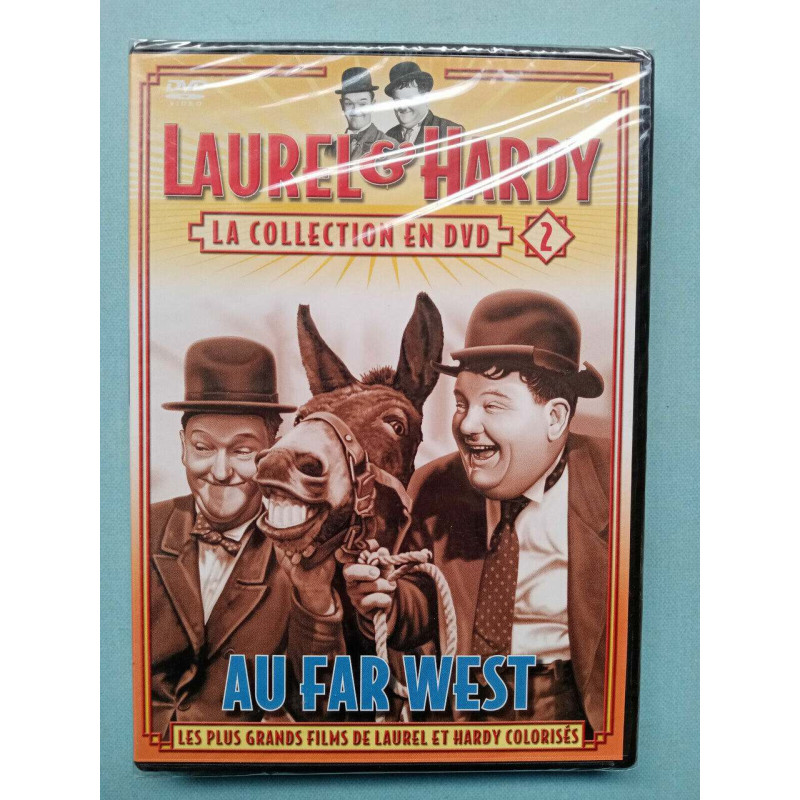 DVD
VIDEO
LAUREL & HARDY
LA COLLECTION EN DVD 2
AU FAR WEST
LES PLUS GRANDS FILMS DE LAUREL ET HARDY COLORISÉS